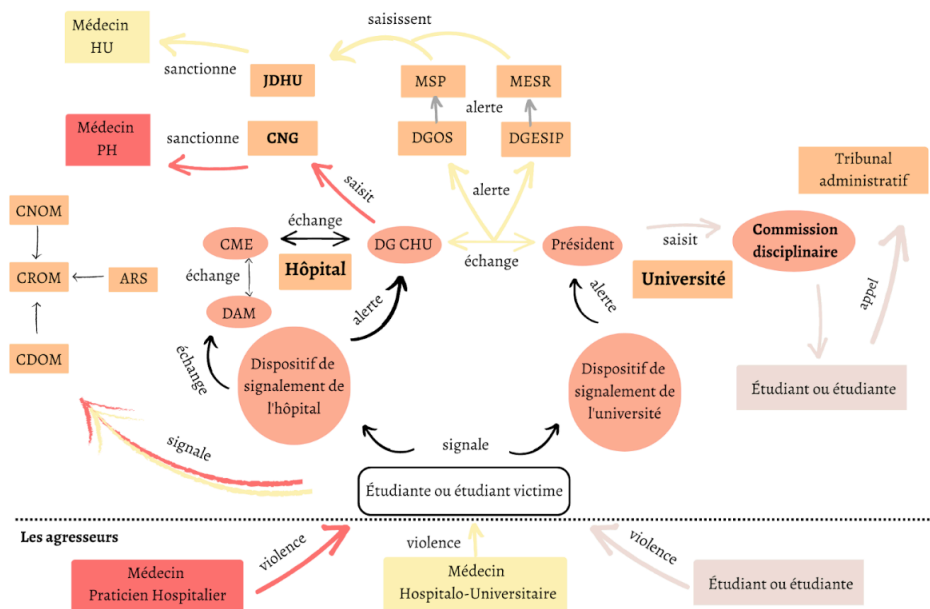 saisissent
Médecin
HU
sanctionne
JDHU
MSP
MESR
alerte
Médecin
PH
sanctionne
CNG
DGOS
DGESIP
saisit
alerte
Tribunal
administratif
CNOM
CROM
ARS
CDOM
CME
échange
DG CHU
échange
Hôpital
échange
Président
saisit
Commission
disciplinaire
Université
DAM
alerte
alerte
appel
échange
Dispositif de
signalement de
l'hôpital
Dispositif de
signalement de
l'université
Étudiant ou étudiante
signale
signale
Étudiante ou étudiant victime
Les agresseurs
violence
violence
violence
Médecin
Praticien Hospitalier
Médecin
Hospitalo-Universitaire
Étudiant ou étudiante